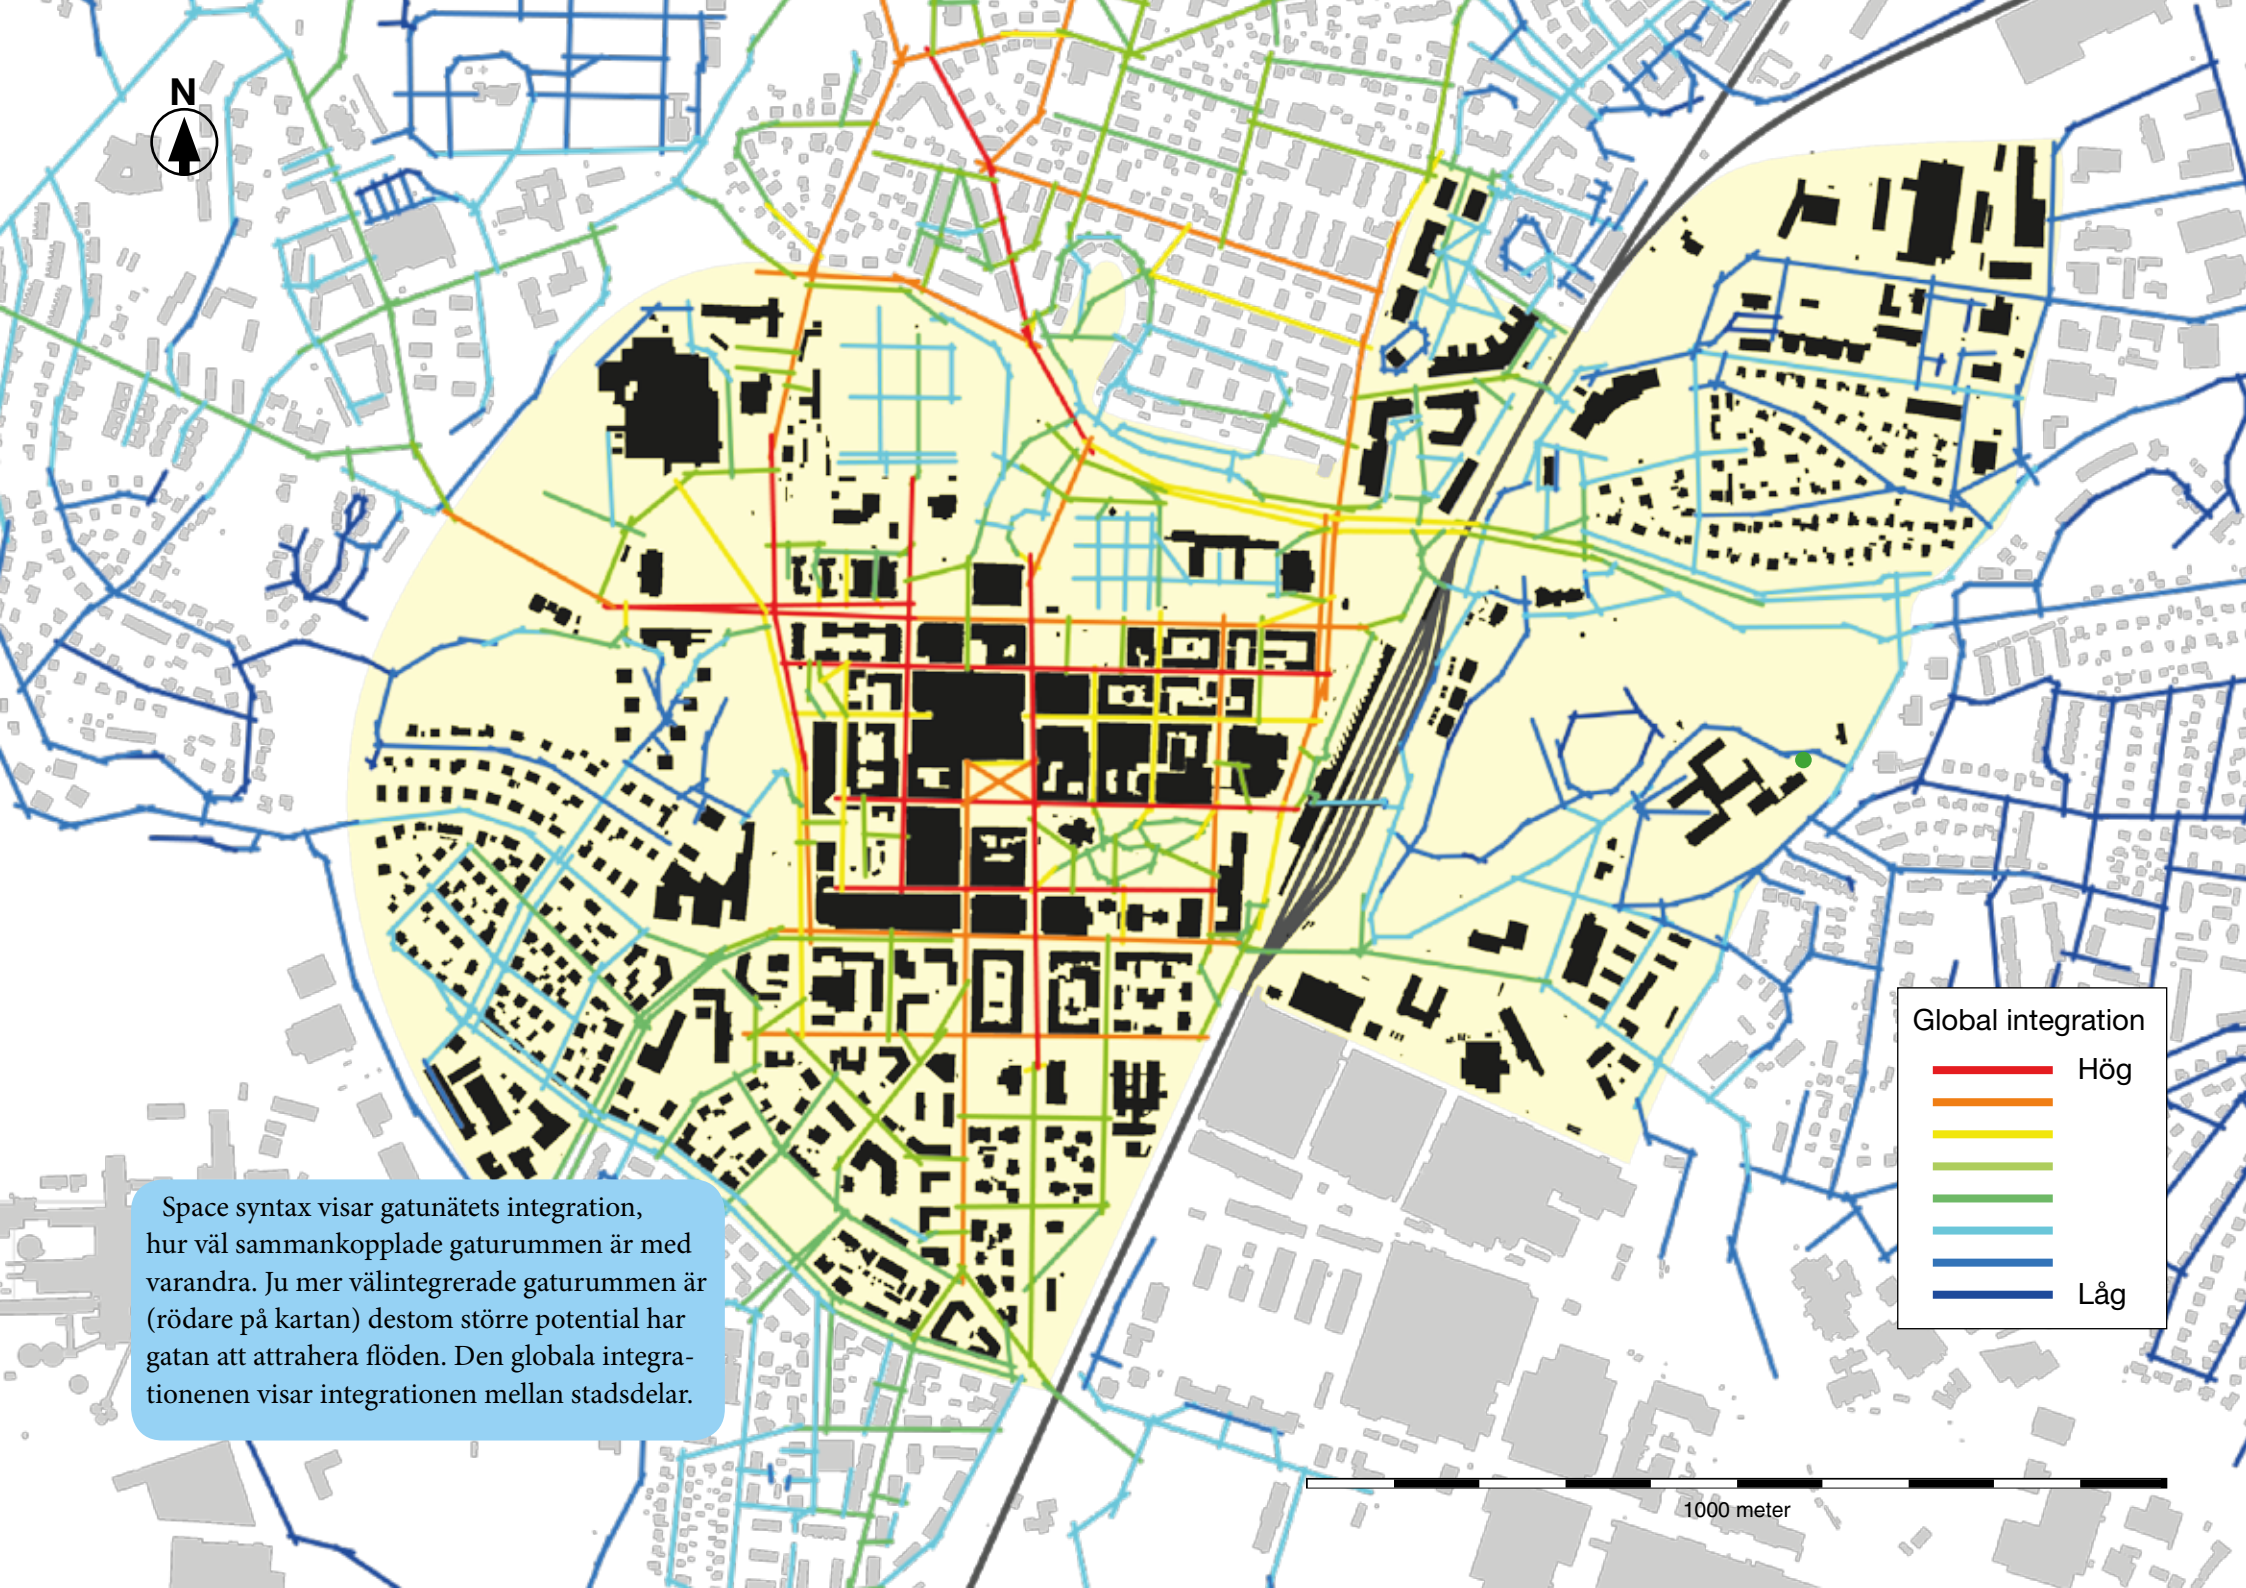 N
Global integration
Hög
Låg
Space syntax visar gatunätets integration,
hur väl sammankopplade gaturummen är med
varandra. Ju mer välintegrerade gaturummen är
(rödare på kartan) destom större potential har
gatan att attrahera flöden. Den globala integra-
tionenen visar integrationen mellan stadsdelar.
1000 meter